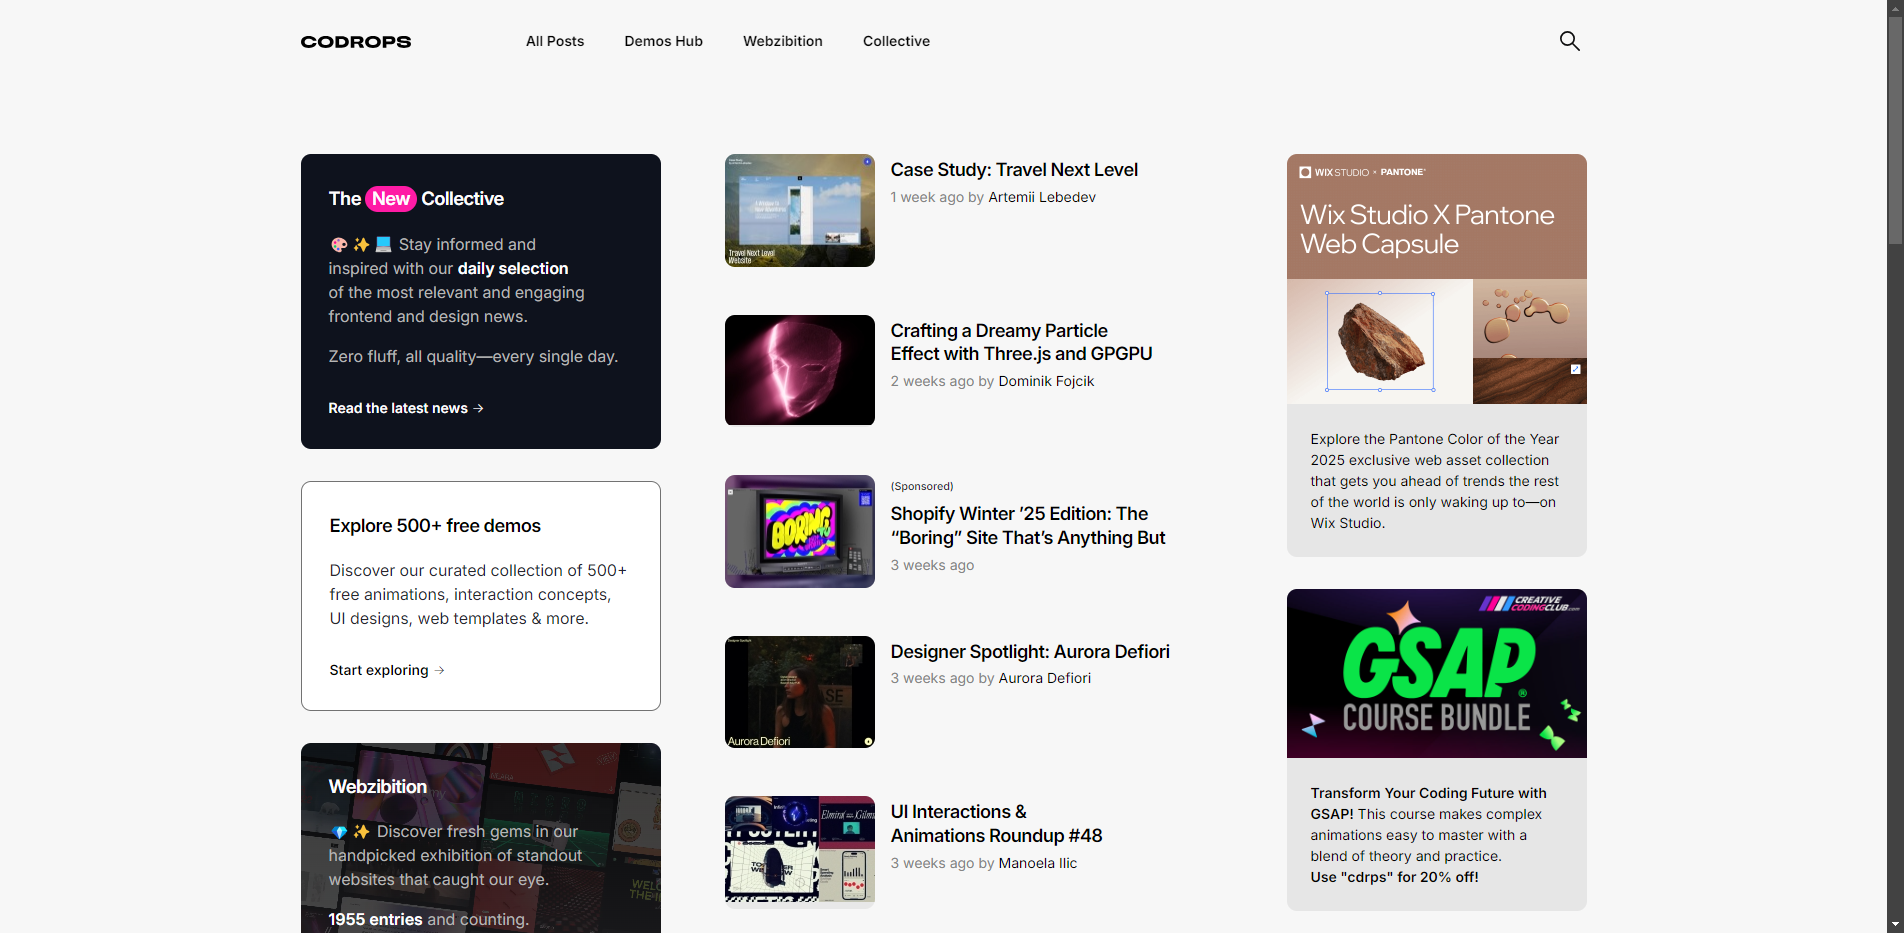 CODROPS
All Posts
Demos Hub
Webzibition
Collective
The New Collective
Stay informed and
inspired with our daily selection
of the most relevant and engaging
frontend and design news.
Zero fluff, all quality—every single day.
Read the latest news →
Explore 500+ free demos
Discover our curated collection of 500+
free animations, interaction concepts,
UI designs, web templates & more.
Start exploring →
Webzibition
Discover fresh gems in our
handpicked exhibition of standout
websites that caught our eye.
1955 entries and counting.
Travel Next Level
Website
Case Study: Travel Next Level
1 week ago by Artemii Lebedev
Crafting a Dreamy Particle
Effect with Three.js and GPGPU
2 weeks ago by Dominik Fojcik
BORING
(Sponsored)
Shopify Winter ’25 Edition: The
“Boring” Site That’s Anything But
3 weeks ago
Aurora Defiori
Designer Spotlight: Aurora Defiori
3 weeks ago by Aurora Defiori
UI Interactions &
Animations Roundup #48
3 weeks ago by Manoela Ilic
WIX STUDIO × PANTONE
Wix Studio X Pantone
Web Capsule
Explore the Pantone Color of the Year
2025 exclusive web asset collection
that gets you ahead of trends the rest
of the world is only waking up to—on
Wix Studio.
CREATIVE
CODINGCLUB.com
GSAP®
COURSE BUNDLE
Transform Your Coding Future with
GSAP! This course makes complex
animations easy to master with a
blend of theory and practice.
Use "cdrps" for 20% off!